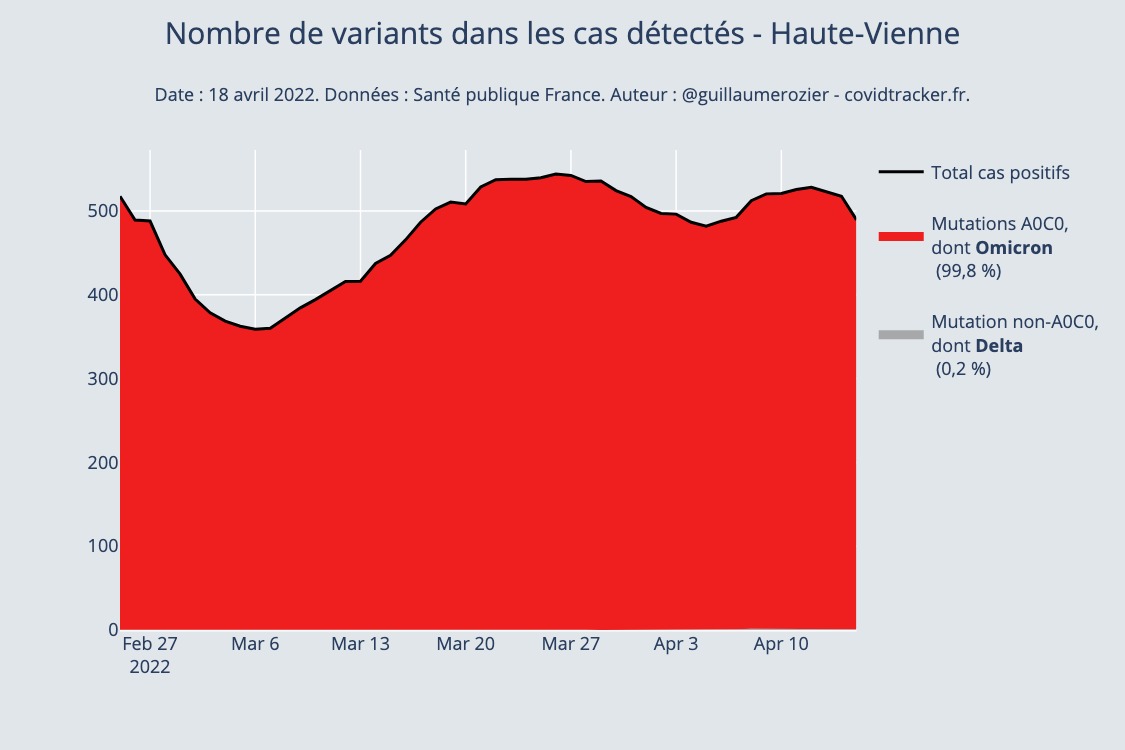 Nombre de variants dans les cas détectés - Haute-Vienne
Date : 18 avril 2022. Données : Santé publique France. Auteur : @guillaumerozier - covidtracker.fr.
Total cas positifs
Mutations A0C0,
dont Omicron
(99,8 %)
Mutation non-A0C0,
dont Delta
(0,2 %)
500
400
300
200
100
0
Feb 27
2022
Mar 6
Mar 13
Mar 20
Mar 27
Apr 3
Apr 10